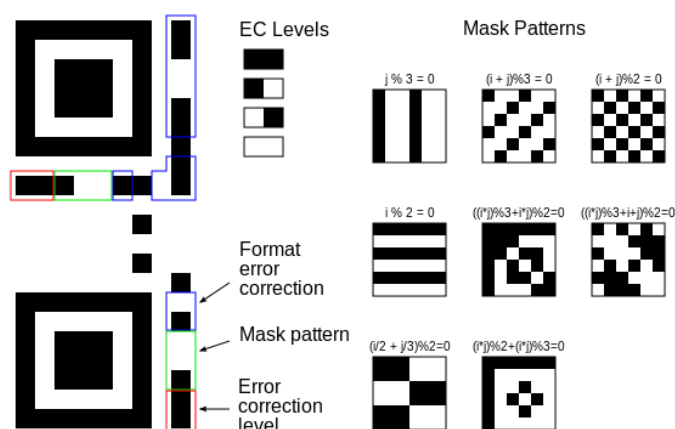 EC Levels
Mask Patterns
j % 3 = 0
(i + j)%3 = 0
(i + j)%2 = 0
i % 2 = 0
((i*j)%3+i*j)%2=0
((i*j)%3+i+j)%2=0
Format
error
correction
Mask pattern
(i/2 + j/3)%2=0
(i*j)%2+(i*j)%3=0
Error
correction
level